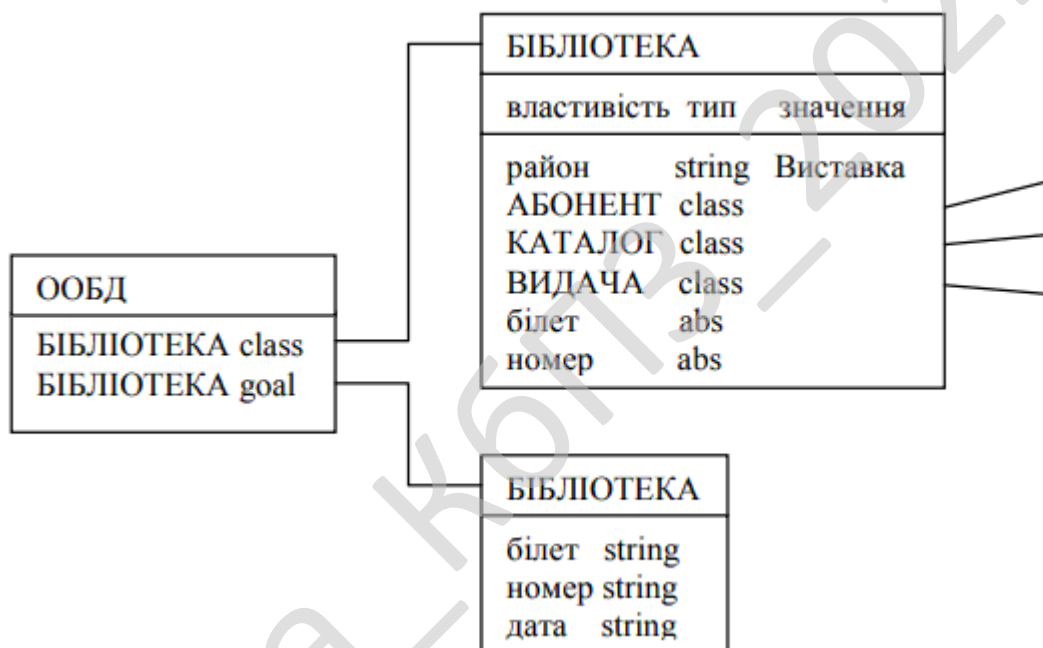 ООБД
БІБЛІОТЕКА class
БІБЛІОТЕКА goal
БІБЛІОТЕКА
властивість тип значення
район string Виставка
АБОНЕНТ class
КАТАЛОГ class
ВИДАЧА class
білет abs
номер abs
БІБЛІОТЕКА
білет string
номер string
дата string
а_КбПЗ_202